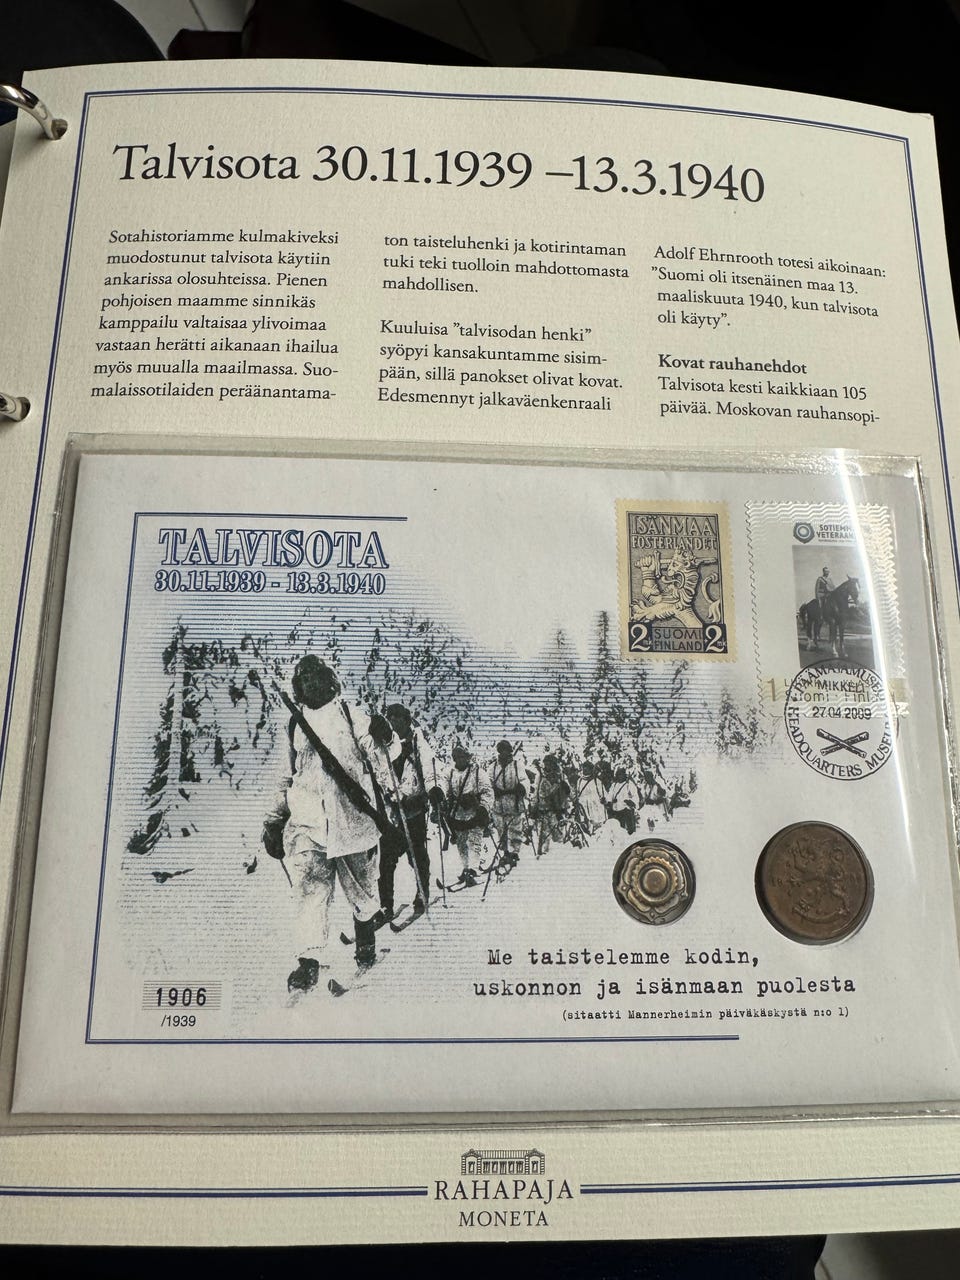 Talvisota 30.11.1939 –13.3.1940
Sotahistoriamme kulmakiveksi
muodostunut talvisota käytiin
ankarissa olosuhteissa. Pienen
pohjoisen maamme sinnikäs
kamppailu valtaisaa ylivoimaa
vastaan herätti aikanaan ihailua
myös muualla maailmassa. Suo-
malaissotilaiden peräänantama-
ton taisteluhenki ja kotirintaman
tuki teki tuolloin mahdottomasta
mahdollisen.
Kuuluisa ”talvisodan henki”
syöpyi kansakuntamme sisim-
pään, sillä panokset olivat kovat.
Edesmennyt jalkaväenkenraali
Adolf Ehrnrooth totesi aikoinaan:
”Suomi oli itsenäinen maa 13.
maaliskuuta 1940, kun talvisota
oli käyty”.
Kovat rauhanehdot
Talvisota kesti kaikkiaan 105
päivää. Moskovan rauhansopi-
TALVISOTA
30.11.1939 - 13.3.1940
ISÄNMAA
FOSTERLANDET
2 SUOMI 2
FINLAND
SOTIEMME
MIKKELI
27.04.2009
HEADQUARTERS MUSEUM
Me taistelemme kodin,
uskonnon ja isänmaan puolesta
(sitaatti Mannerheimin päiväkäskystä n:o 1)
1906
/1939
RAHAPAJA
MONETA